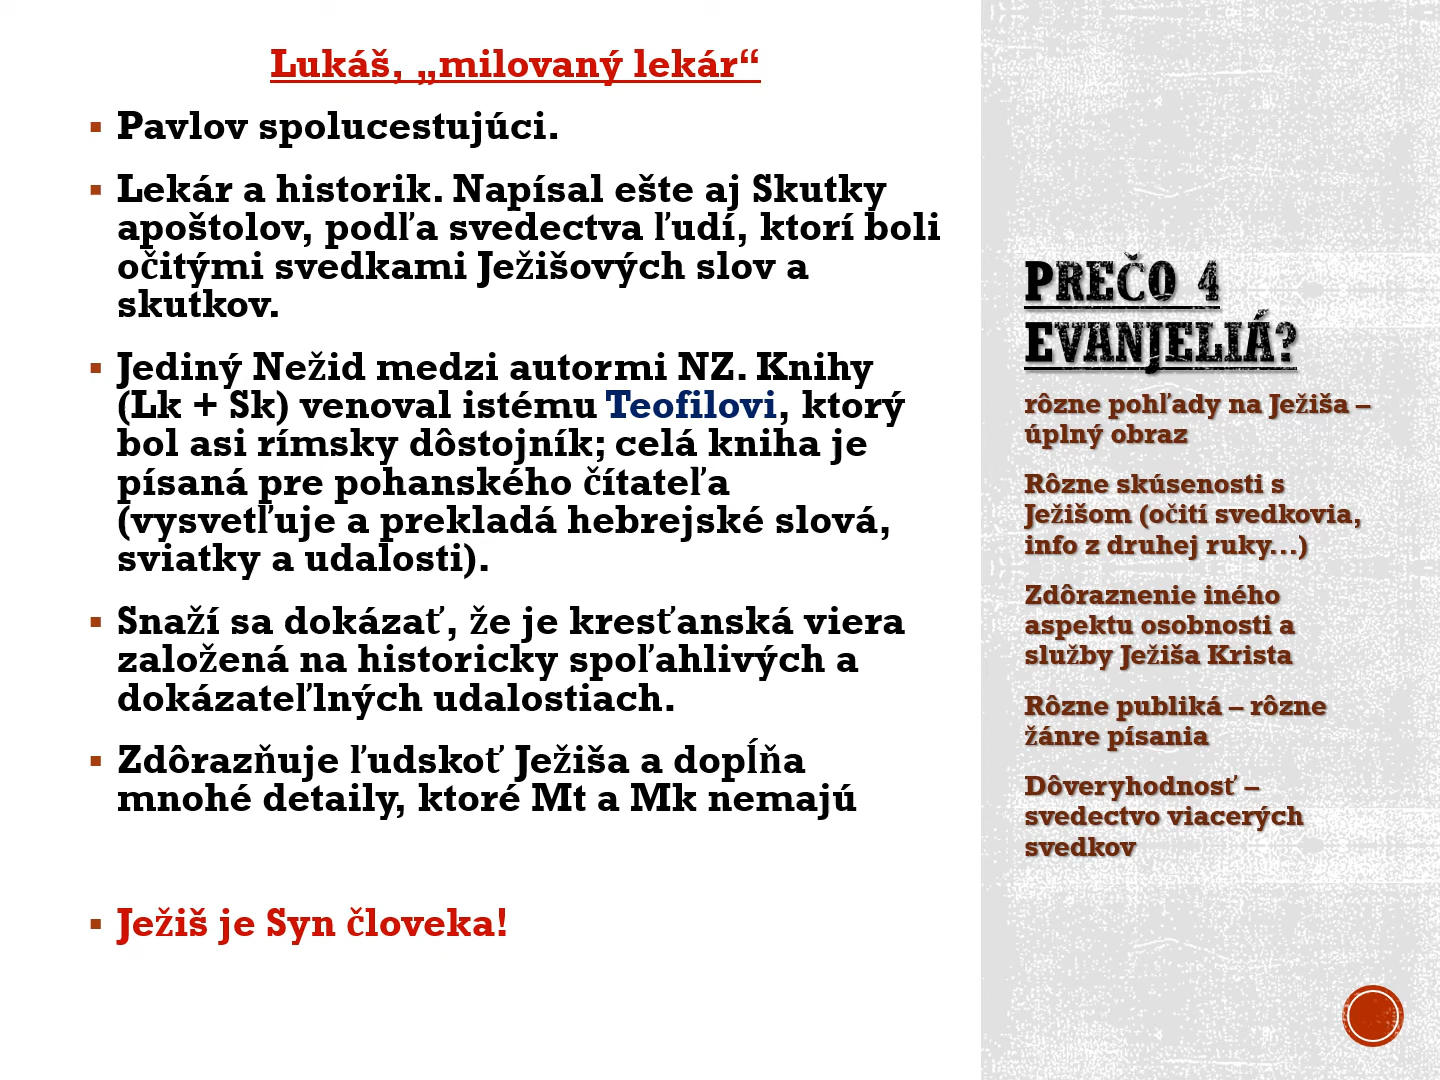 Lukáš, „milovaný lekár“
▪ Pavlov spolucestujúci.
▪ Lekár a historik. Napísal ešte aj Skutky
apoštolov, podľa svedectva ľudí, ktorí boli
očitými svedkami Ježišových slov a
skutkov.
▪ Jediný Nežid medzi autormi NZ. Knihy
(Lk + Sk) venoval istému Teofilovi, ktorý
bol asi rímsky dôstojník; celá kniha je
písaná pre pohanského čítateľa
(vysvetľuje a prekladá hebrejské slová,
sviatky a udalosti).
▪ Snaží sa dokázať, že je kresťanská viera
založená na historicky spoľahlivých a
dokázateľlných udalostiach.
▪ Zdôrazňuje ľudskoť Ježiša a dopĺňa
mnohé detaily, ktoré Mt a Mk nemajú
▪ Ježiš je Syn človeka!
PREČO 4
EVANJELIÁ?
rôzne pohľady na Ježiša –
úplný obraz
Rôzne skúsenosti s
Ježišom (očití svedkovia,
info z druhej ruky…)
Zdôraznenie iného
aspektu osobnosti a
služby Ježiša Krista
Rôzne publiká – rôzne
žánre písania
Dôveryhodnosť –
svedectvo viacerých
svedkov